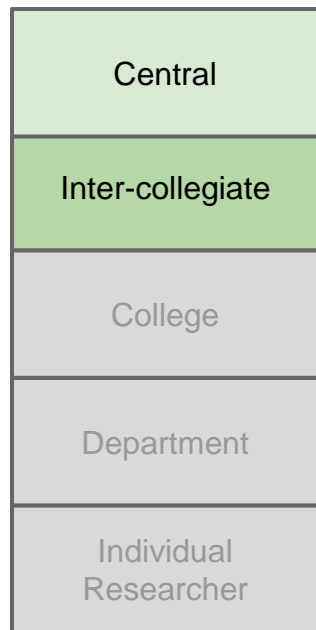 Central
Inter-collegiate
College
Department
Individual
Researcher